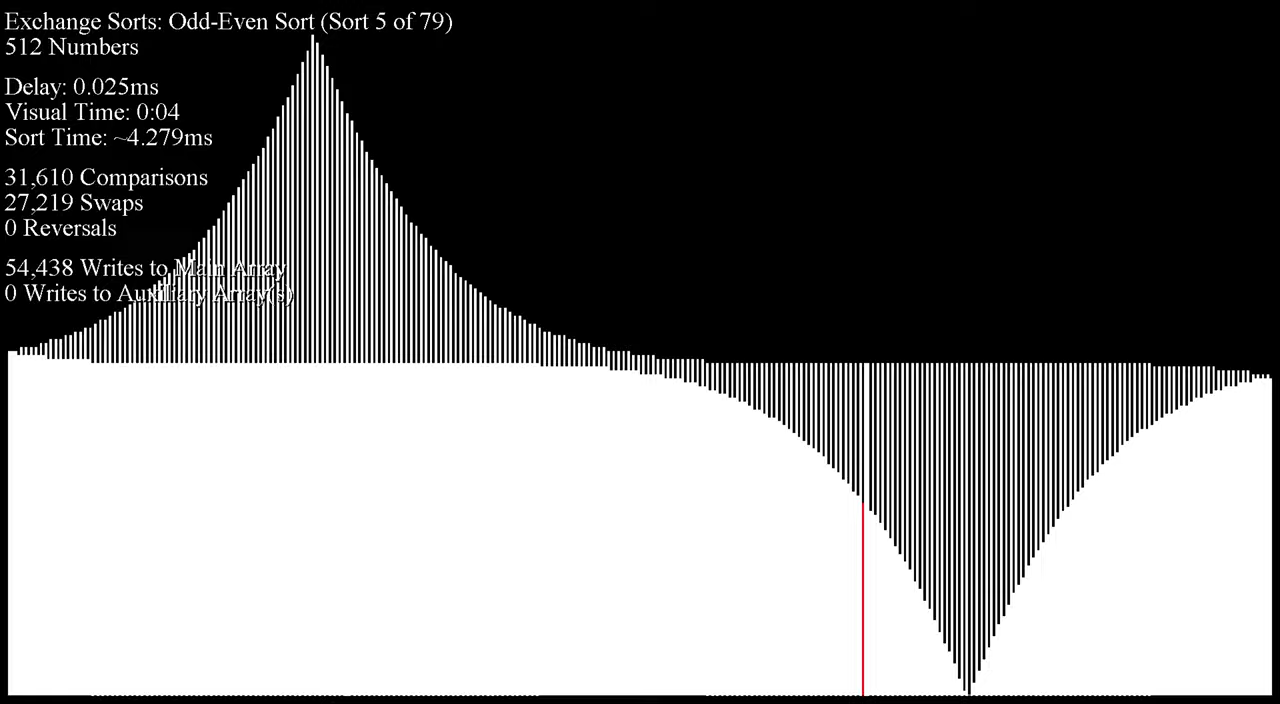 Exchange Sorts: Odd-Even Sort (Sort 5 of 79)
512 Numbers
Delay: 0.025ms
Visual Time: 0:04
Sort Time: ~4.279ms
31,610 Comparisons
27,219 Swaps
0 Reversals
54,438 Writes to Main Array
0 Writes to Auxiliary Array(s)